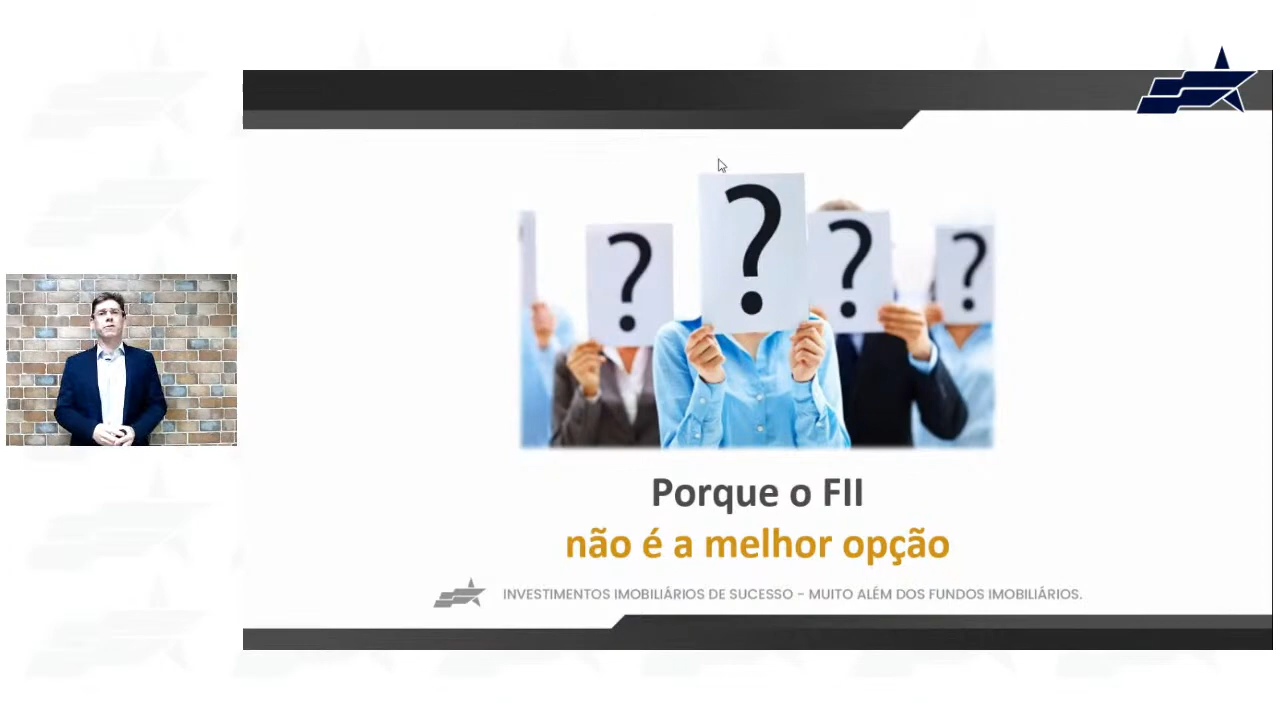 ?
?
?
?
Porque o FII
não é a melhor opção
INVESTIMENTOS IMOBILIÁRIOS DE SUCESSO - MUITO ALÉM DOS FUNDOS IMOBILIÁRIOS.